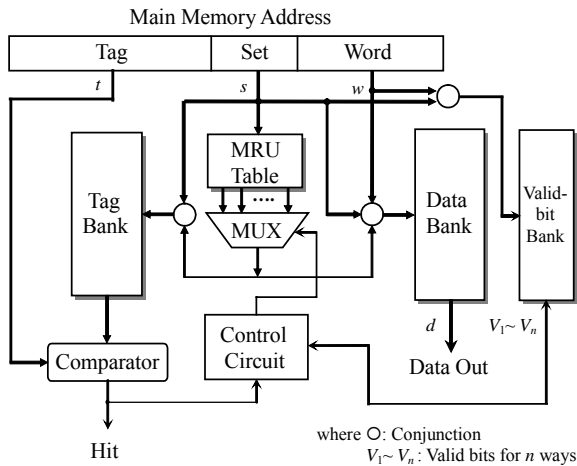 Main Memory Address
Tag Set Word
t s w
MRU
Table
....
MUX
Tag
Bank
Data
Bank
Valid-
bit
Bank
Control
Circuit
Comparator
d V1~ Vn
Data Out
Hit
where O: Conjunction
V1~ Vn : Valid bits for n ways